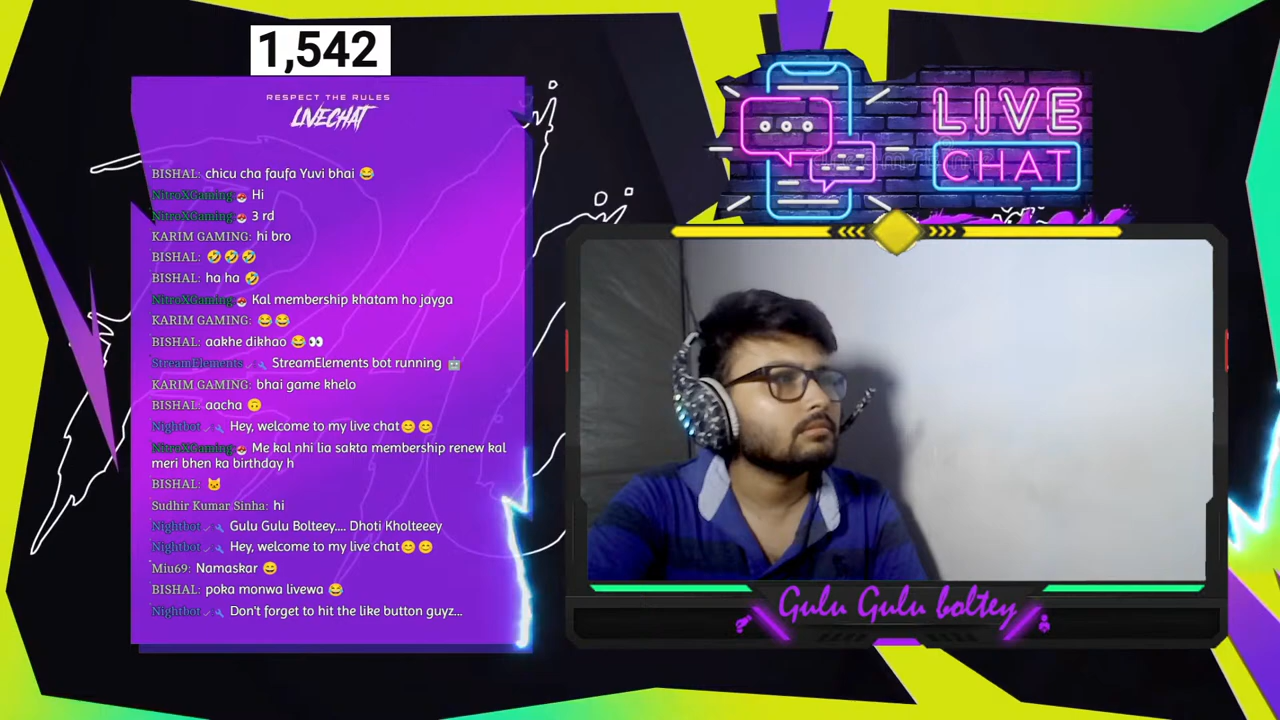 1,542
RESPECT THE RULES
LIVECHAT
BISHAL: chicu cha faufa Yuvi bhai 😂
NitroXGaming Hi
NitroXGaming 3 rd
KARIM GAMING: hi bro
BISHAL: 🤣🤣🤣
BISHAL: ha ha 🤣
NitroXGaming Kal membership khatam ho jayga
KARIM GAMING: 😂😂
BISHAL: aakhe dikhao 😂👀
StreamElements StreamElements bot running 🤖
KARIM GAMING: bhai game khelo
BISHAL: aacha 🙃
Nightbot Hey, welcome to my live chat😊😊
NitroXGaming Me kal nhi lia sakta membership renew kal
meri bhen ka birthday h
BISHAL: 🐱
Sudhir Kumar Sinha: hi
Nightbot Gulu Gulu Bolteey.... Dhoti Kholteeey
Nightbot Hey, welcome to my live chat😊😊
Miu69: Namaskar 😄
BISHAL: poka monwa livewa 😂
Nightbot Don't forget to hit the like button guyz...
LIVE
CHAT
Gulu Gulu boltey